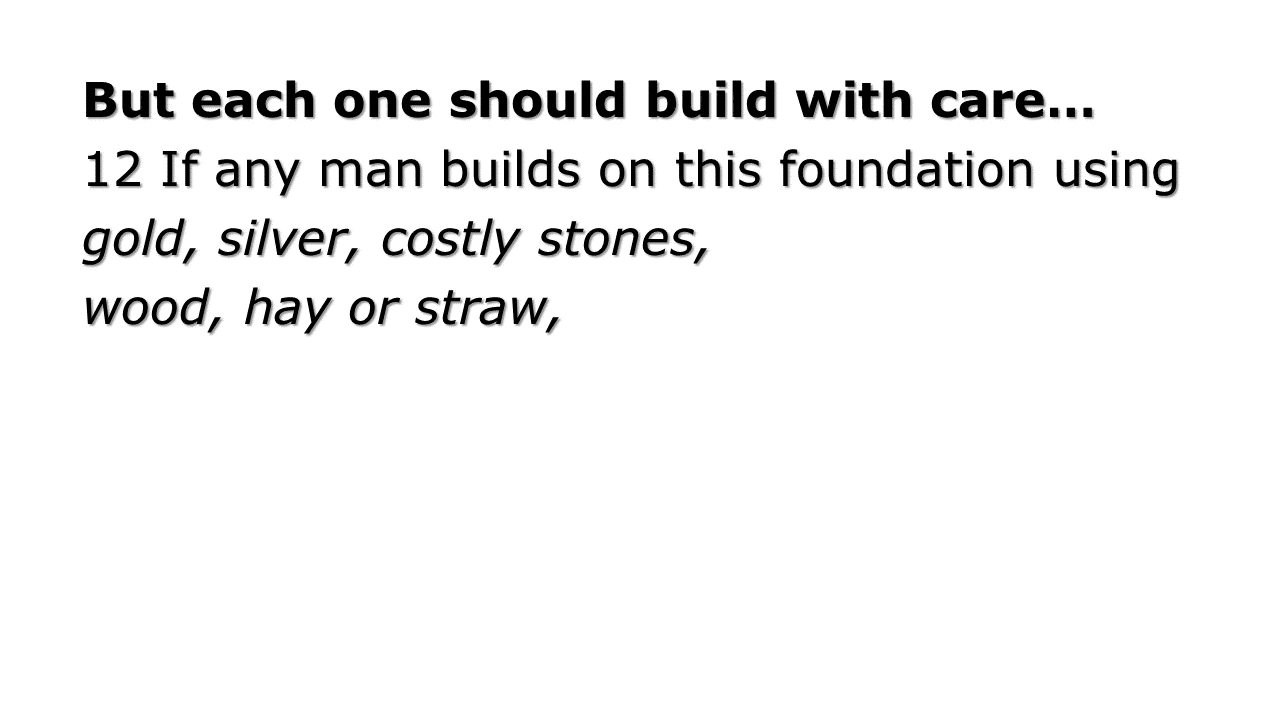 But each one should build with care…
12 If any man builds on this foundation using
gold, silver, costly stones,
wood, hay or straw,